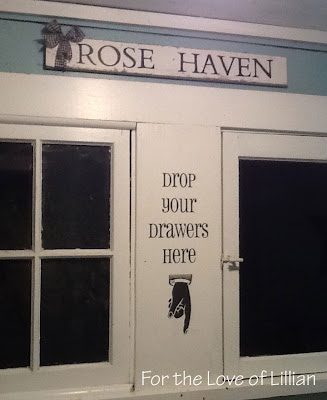 ROSE HAVEN
DROP
YOUR
DRAWERS
HERE
For the Love of Lillian